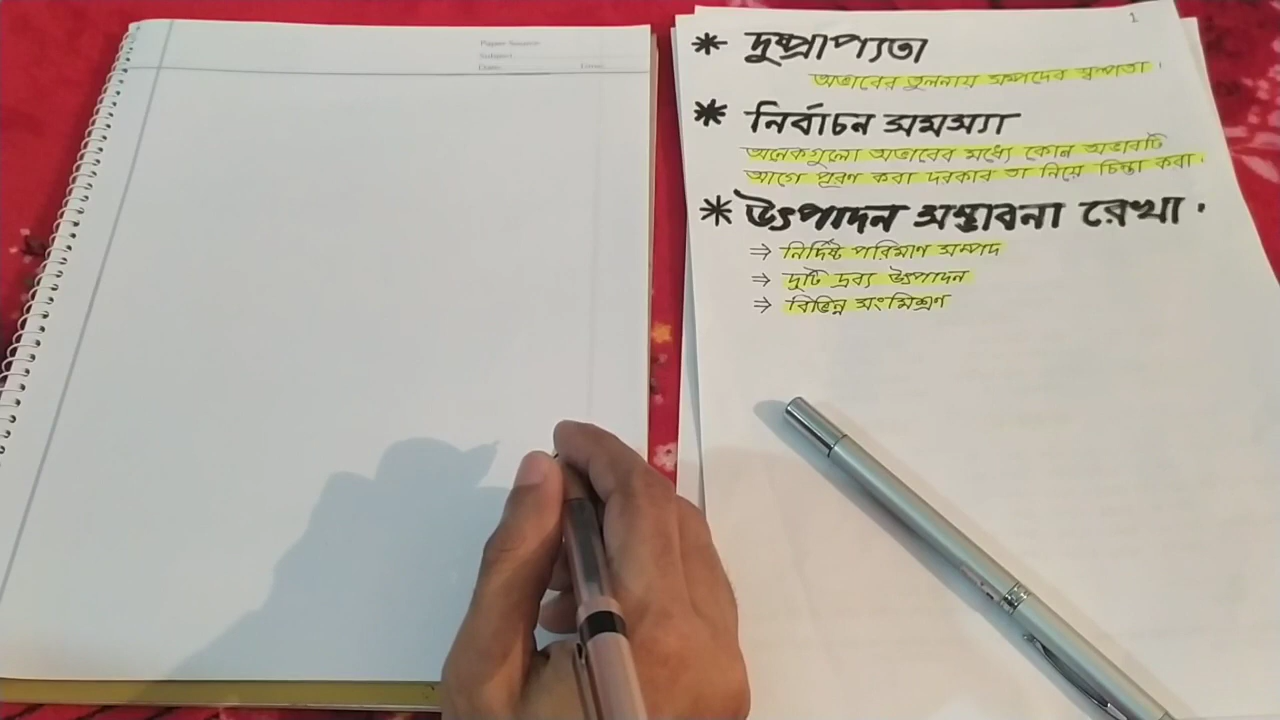 1
* দুষ্প্রাপ্যতা
অভাবের তুলনায় সম্পদের স্বল্পতা।
* নির্বাচন সমস্যা
অনেকগুলো অভাবের মধ্যে কোন অভাবটি
আগে পূরণ করা দরকার তা নিয়ে চিন্তা করা।
* উৎপাদন সম্ভাবনা রেখা.
⇒ নির্দিষ্ট পরিমাণ সম্পদ
⇒ দুটি দ্রব্য উৎপাদন
⇒ বিভিন্ন সংমিশ্রণ